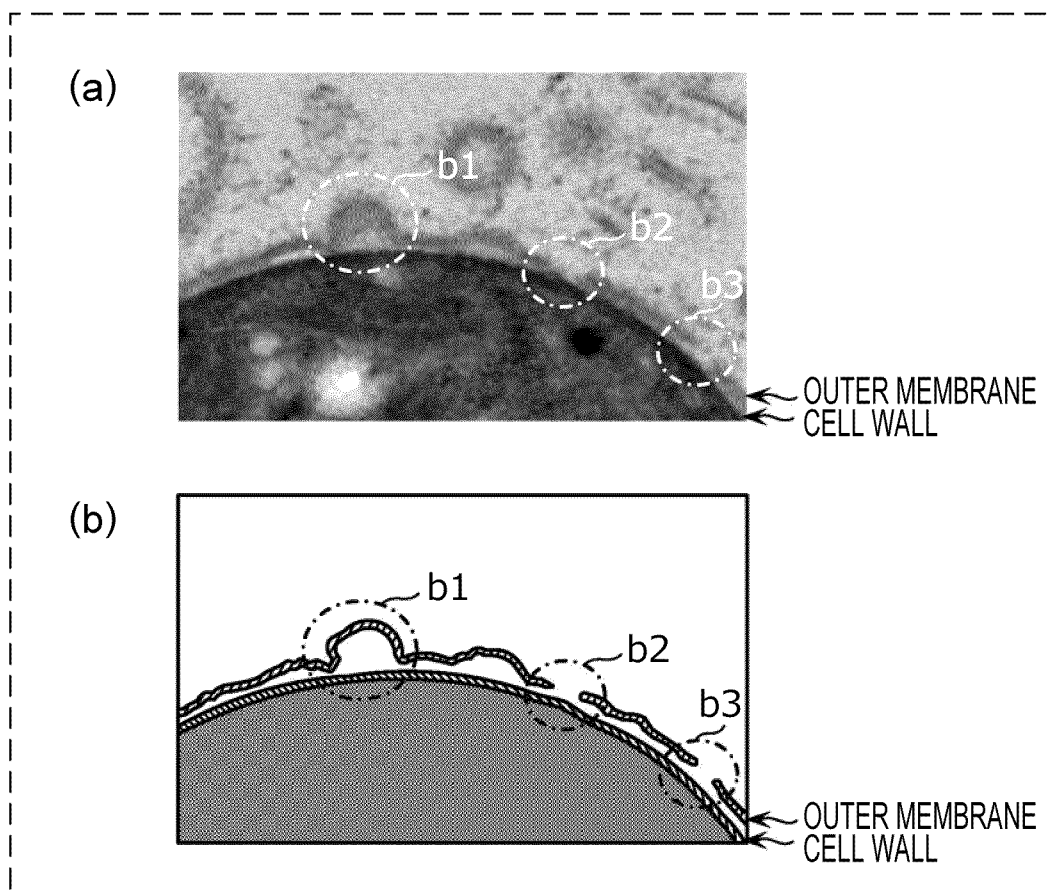 (a)
b1
b2
b3
OUTER MEMBRANE
CELL WALL
(b)
b1
b2
b3
OUTER MEMBRANE
CELL WALL